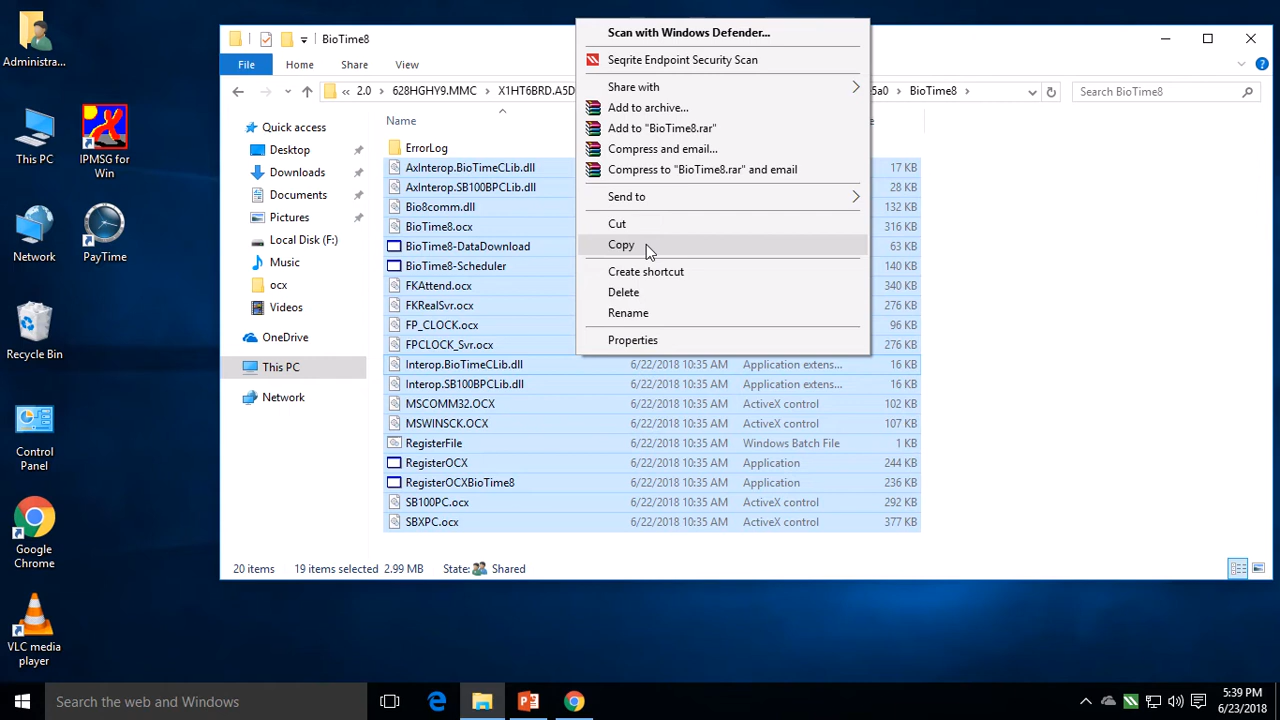 Administra...
This PC
IPMSG for
Win
Network
PayTime
Recycle Bin
Control
Panel
Google
Chrome
VLC media
player
BioTime8
File
Home
Share
View
« 2.0
628HGHY9.MMC
X1HT6BRD.A5D
5a0
BioTime8
Search BioTime8
Quick access
Desktop
Downloads
Documents
Pictures
Local Disk (F:)
Music
ocx
Videos
OneDrive
This PC
Network
Name
ErrorLog
AxInterop.BioTimeCLib.dll 17 KB
AxInterop.SB100BPCLib.dll 28 KB
Bio8comm.dll 132 KB
BioTime8.ocx 96 KB
BioTime8-DataDownload 63 KB
BioTime8-Scheduler 140 KB
FKAttend.ocx 340 KB
FKRealSvr.ocx 276 KB
FP_CLOCK.ocx 96 KB
FPCLOCK_Svr.ocx 276 KB
Interop.BioTimeCLib.dll 6/22/2018 10:35 AM Application extens... 16 KB
Interop.SB100BPCLib.dll 6/22/2018 10:35 AM Application extens... 16 KB
MSCOMM32.OCX 6/22/2018 10:35 AM ActiveX control 102 KB
MSWINSCK.OCX 6/22/2018 10:35 AM ActiveX control 107 KB
RegisterFile 6/22/2018 10:35 AM Windows Batch File 1 KB
RegisterOCX 6/22/2018 10:35 AM Application 244 KB
RegisterOCXBioTime8 6/22/2018 10:35 AM Application 236 KB
SB100PC.ocx 6/22/2018 10:35 AM ActiveX control 292 KB
SBXPC.ocx 6/22/2018 10:35 AM ActiveX control 377 KB
Scan with Windows Defender...
Seqrite Endpoint Security Scan
Share with
Add to archive...
Add to "BioTime8.rar"
Compress and email...
Compress to "BioTime8.rar" and email
Send to
Cut
Copy
Create shortcut
Delete
Rename
Properties
20 items 19 items selected 2.99 MB State: Shared
Search the web and Windows
5:39 PM
6/23/2018